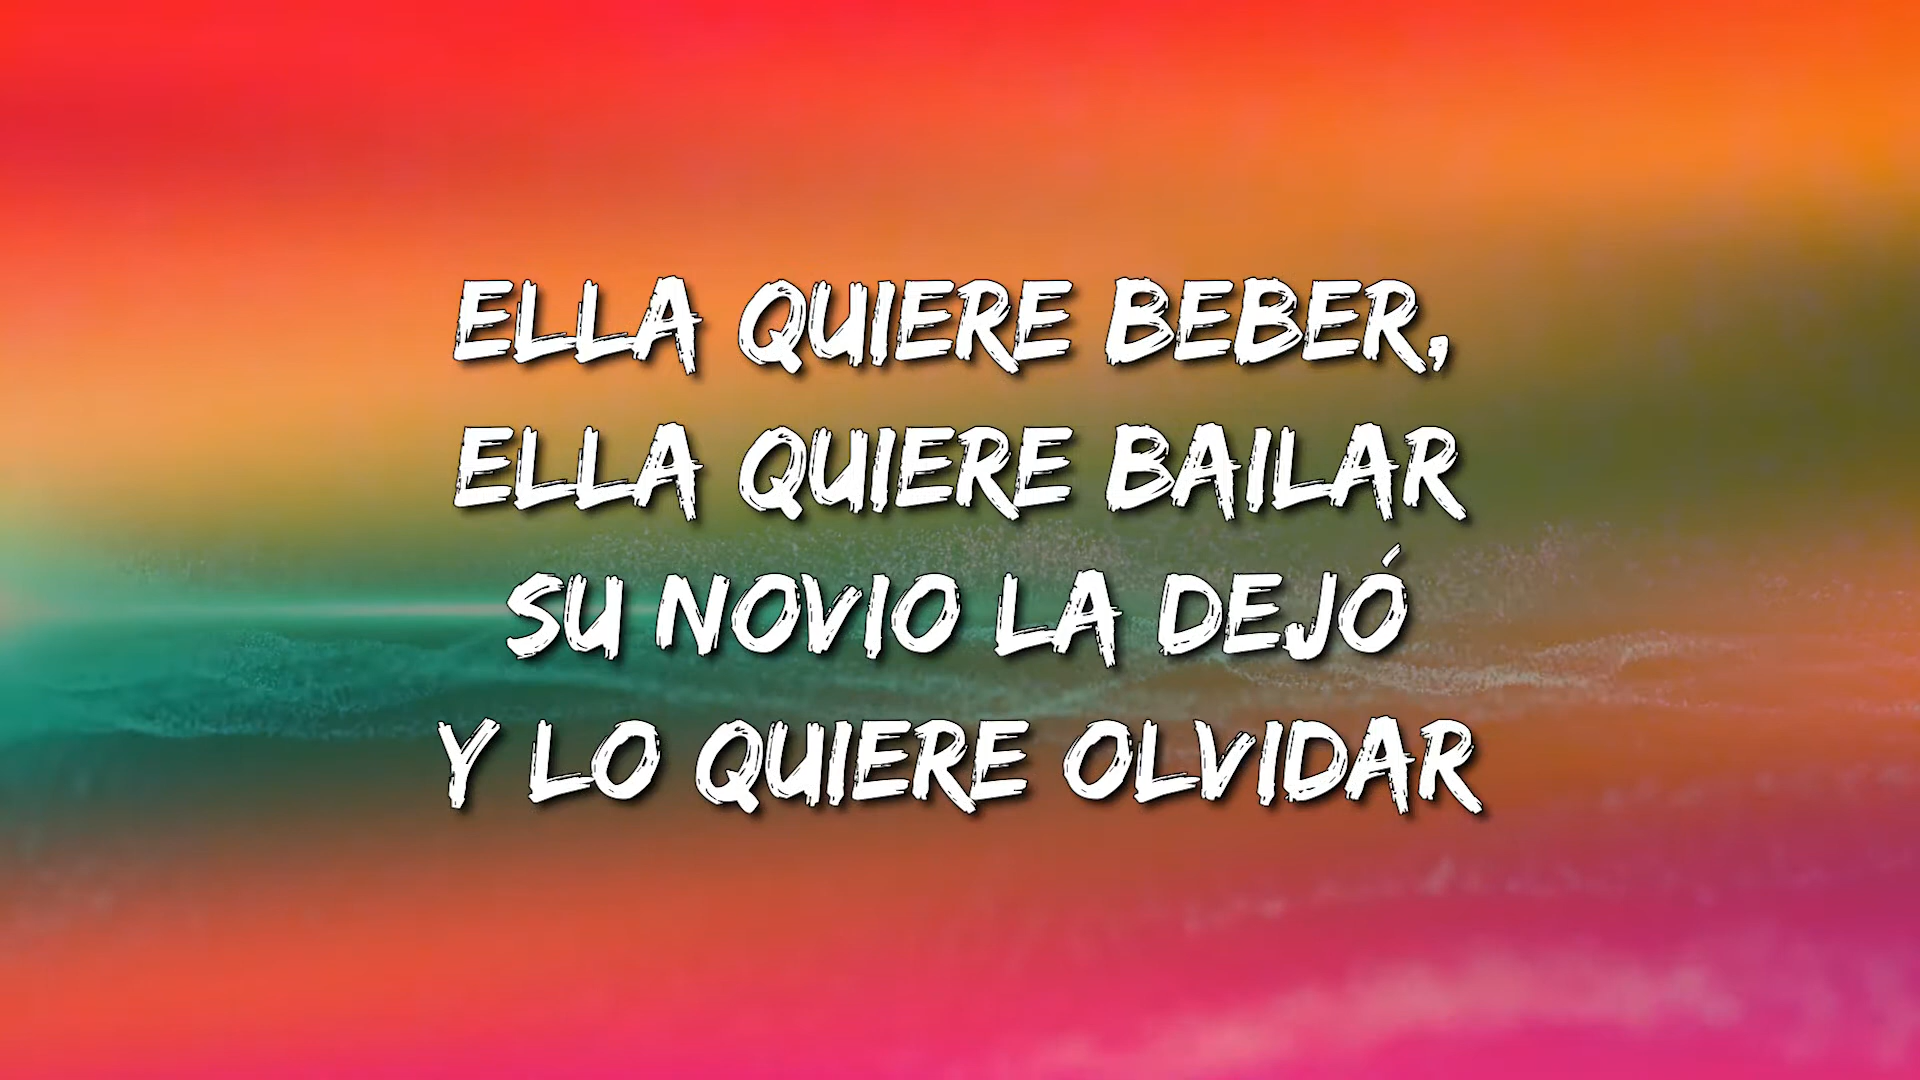 ELLA QUIERE BEBER,
ELLA QUIERE BAILAR
SU NOVIO LA DEJÓ
Y LO QUIERE OLVIDAR